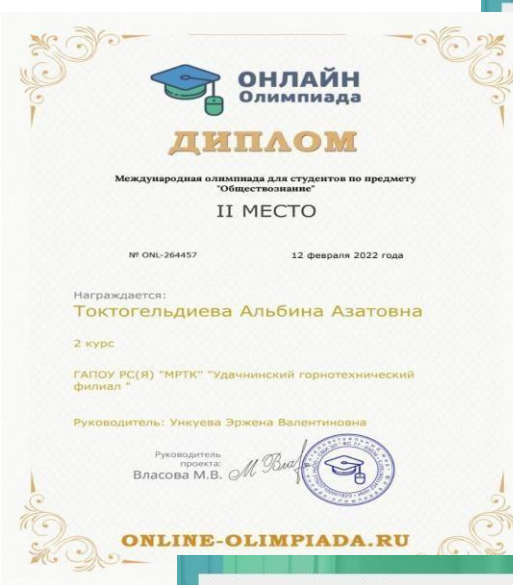 ОНЛАЙН
Олимпиада
ДИПЛОМ
Международная олимпиада для студентов по предмету
"Обществознание"
II МЕСТО
№ ONL-264457 12 февраля 2022 года
Награждается:
Токтогельдиева Альбина Азатовна
2 курс
ГАПОУ РС(Я) "МРТК" "Удачнинский горнотехнический
филиал "
Руководитель: Ункуева Эржена Валентиновна
Руководитель
проекта:
Власова М.В.
ONLINE-OLIMPIADA.RU